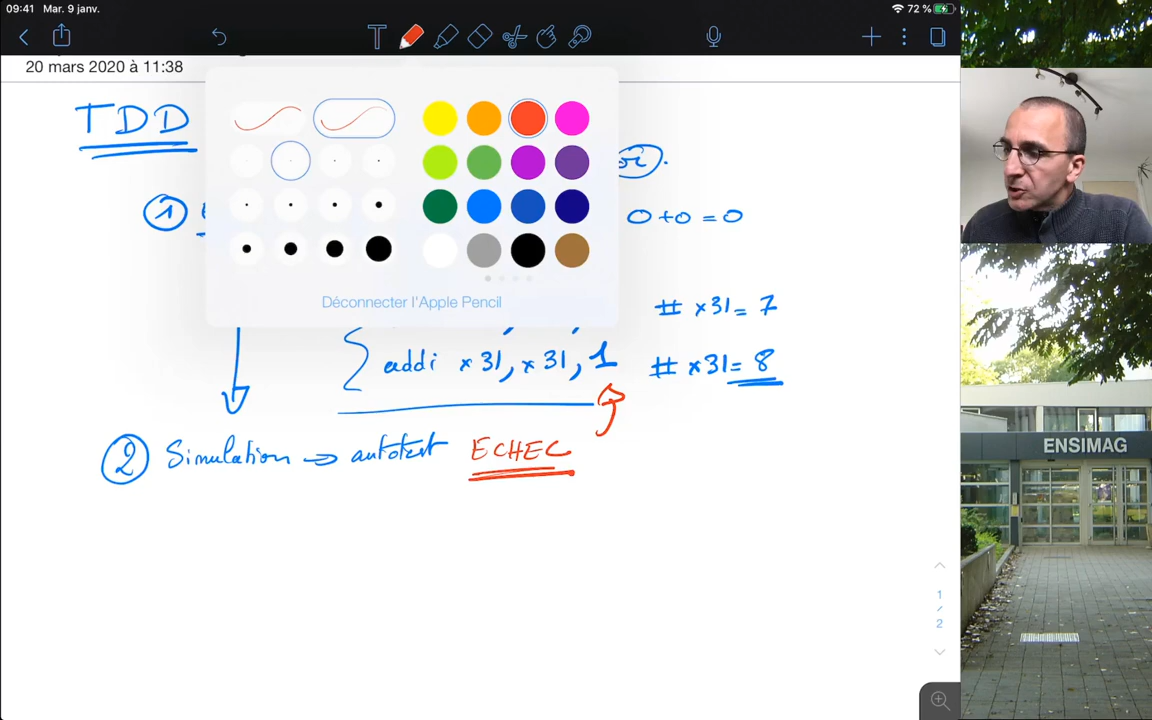 09:41 Mar. 9 janv.
72 %
20 mars 2020 à 11:38
TDD
①
0 + 0 = 0
Déconnecter l'Apple Pencil
# x31 = 7
addi x31, x31, 1 # x31 = 8
② Simulation → autotest ECHEC
1
/
2
ENSIMAG